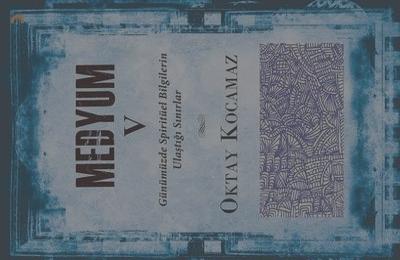 MEDYUM
V
Günümüzde Spiritüel Bilgilerin
Ulaştığı Sınırlar
OKTAY KOCAMAZ